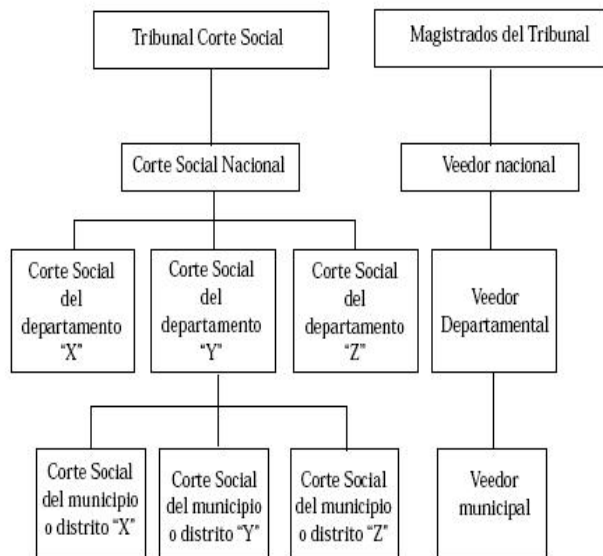 Tribunal Corte Social
Magistrados del Tribunal
Corte Social Nacional
Veedor nacional
Corte Social
del
departamento
“X”
Corte Social
del
departamento
“Y”
Corte Social
del
departamento
“Z”
Veedor
Departamental
Corte Social
del municipio
o distrito “X”
Corte Social
del municipio
o distrito “Y”
Corte Social
del municipio
o distrito “Z”
Veedor
municipal